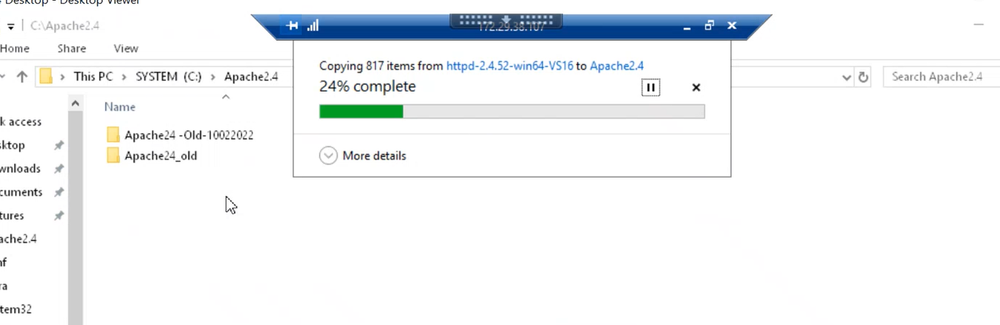 Desktop - Desktop Viewer
C:\Apache2.4
172.29.38.107
Home Share View
Copying 817 items from httpd-2.4.52-win64-VS16 to Apache2.4
24% complete
This PC > SYSTEM (C:) > Apache2.4
Search Apache2.4
Name
k access
Apache24 -Old-10022022
sktop
Apache24_old
More details
wnloads
cuments
tures
ache2.4
nf
ra
tem32